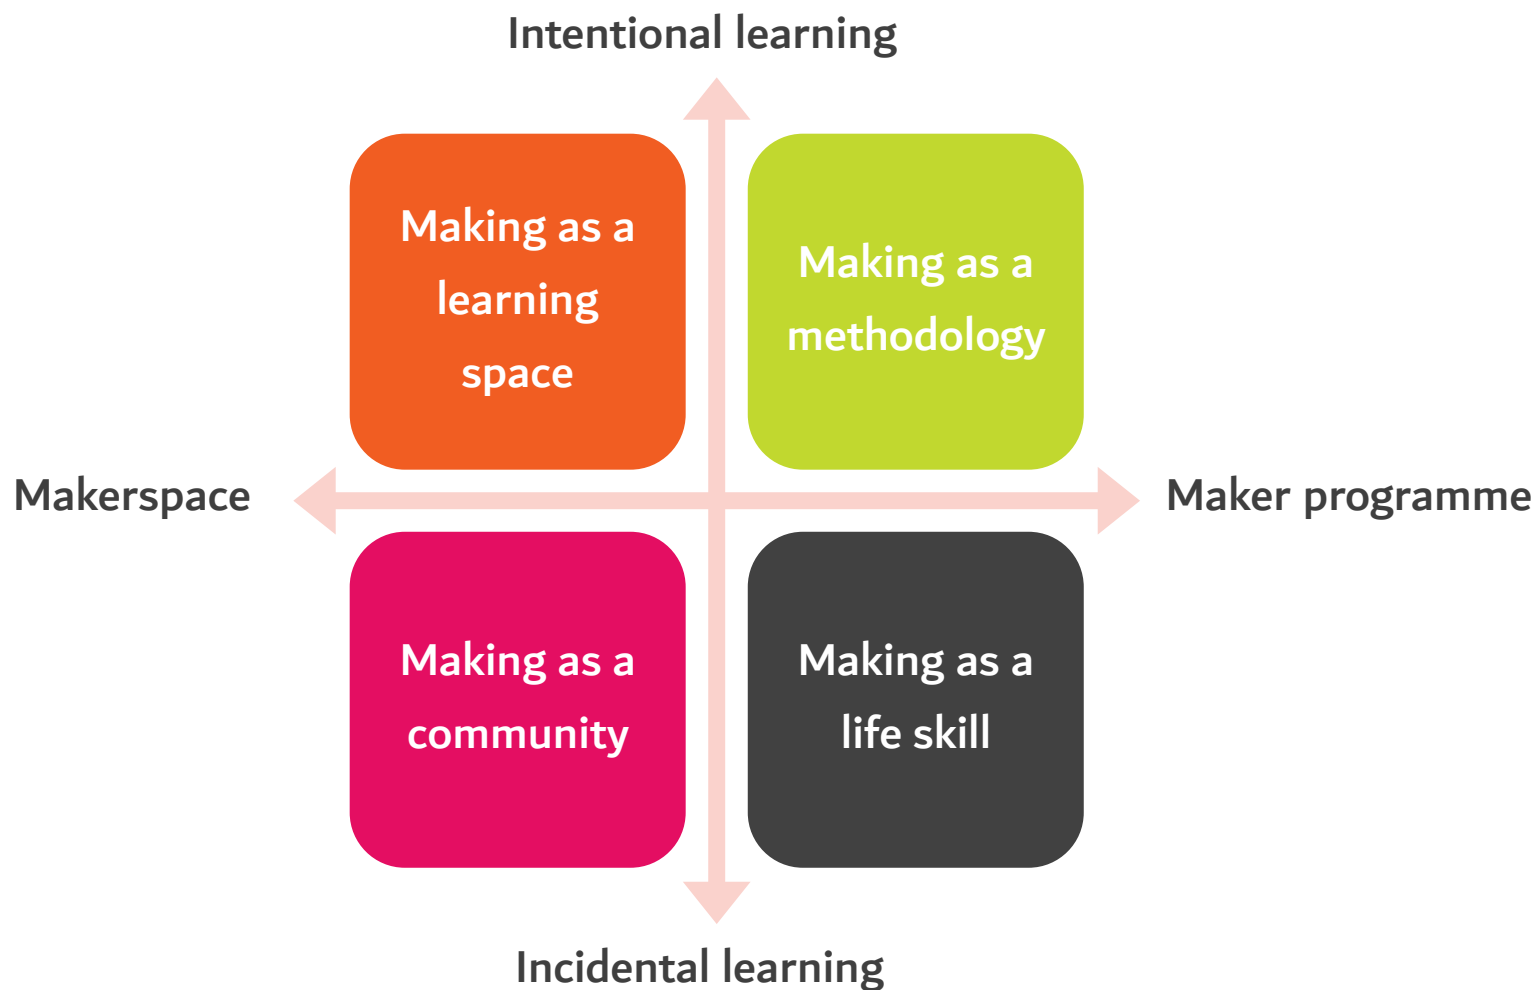 Intentional learning
Making as a
learning
space
Making as a
methodology
Makerspace
Maker programme
Making as a
community
Making as a
life skill
Incidental learning